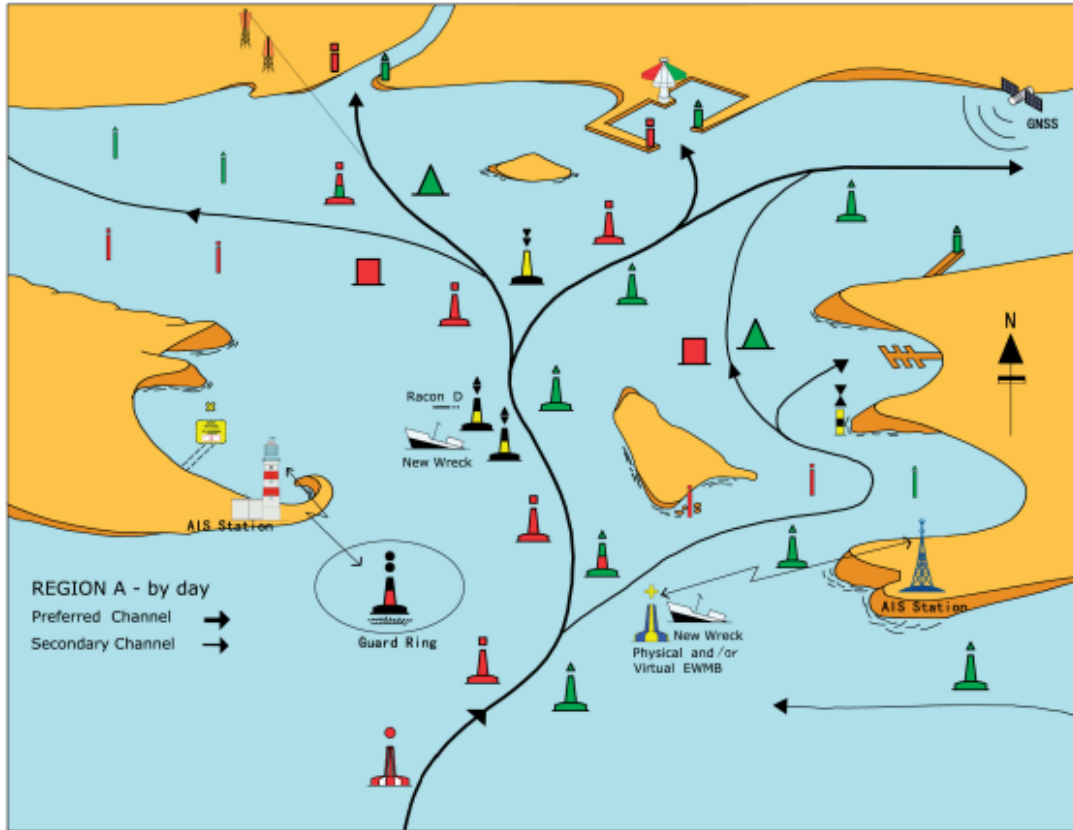 GNSS
N
Racon D
New Wreck
AIS Station
REGION A - by day
Preferred Channel
Secondary Channel
Guard Ring
New Wreck
Physical and/or
Virtual EWMB
AIS Station